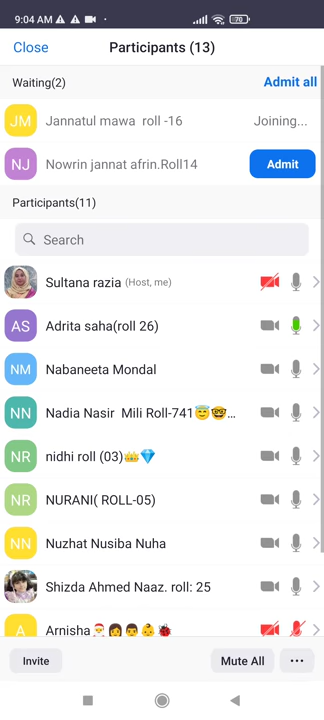 9:04 AM
70
Close
Participants (13)
Waiting(2)
Admit all
JM
Jannatul mawa roll -16
Joining...
NJ
Nowrin jannat afrin.Roll14
Admit
Participants(11)
Search
Sultana razia (Host, me)
AS
Adrita saha(roll 26)
NM
Nabaneeta Mondal
NN
Nadia Nasir Mili Roll-741😇🤓...
NR
nidhi roll (03)👑💎
NR
NURANI( ROLL-05)
NN
Nuzhat Nusiba Nuha
Shizda Ahmed Naaz. roll: 25
A
Arnisha🎅👩👨👶🐞
Invite
Mute All
...